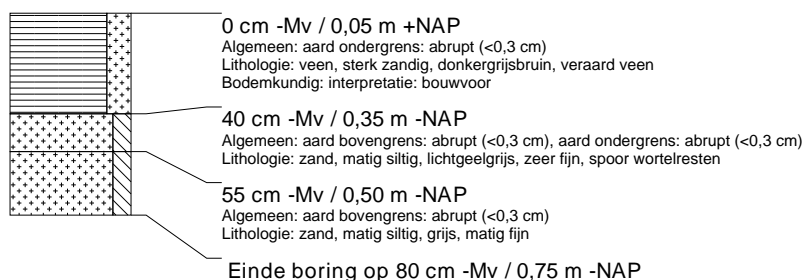 0 cm -Mv / 0,05 m +NAP
Algemeen: aard ondergrens: abrupt (<0,3 cm)
Lithologie: veen, sterk zandig, donkergrijsbruin, veraard veen
Bodemkundig: interpretatie: bouwvoor
40 cm -Mv / 0,35 m -NAP
Algemeen: aard bovengrens: abrupt (<0,3 cm), aard ondergrens: abrupt (<0,3 cm)
Lithologie: zand, matig siltig, lichtgeelgrijs, zeer fijn, spoor wortelresten
55 cm -Mv / 0,50 m -NAP
Algemeen: aard bovengrens: abrupt (<0,3 cm)
Lithologie: zand, matig siltig, grijs, matig fijn
Einde boring op 80 cm -Mv / 0,75 m -NAP